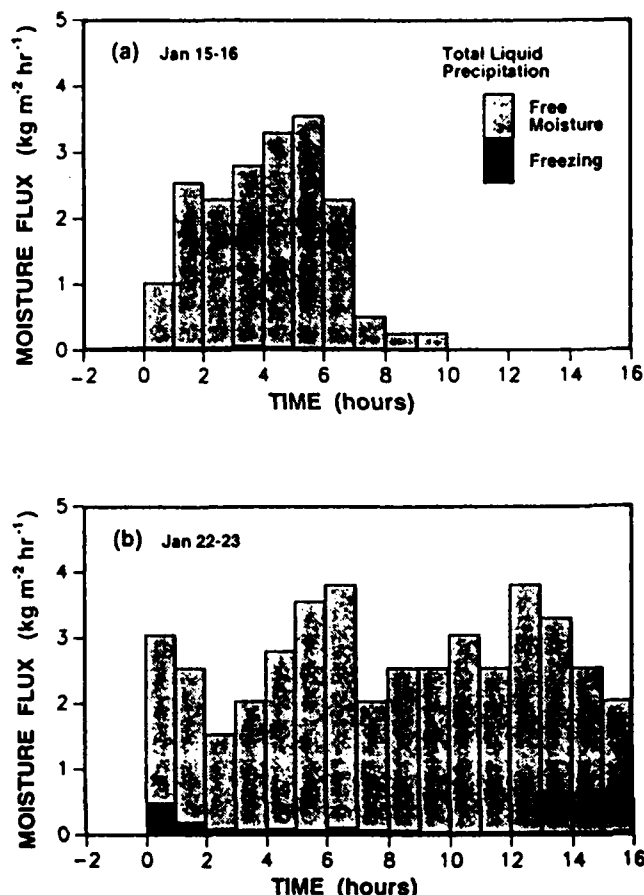 (a) Jan 15-16
Total Liquid
Precipitation
Free
Moisture
Freezing
MOISTURE FLUX (kg m⁻² hr⁻¹)
5
4
3
2
1
0
-2 0 2 4 6 8 10 12 14 16
TIME (hours)
(b) Jan 22-23
MOISTURE FLUX (kg m⁻² hr⁻¹)
5
4
3
2
1
0
-2 0 2 4 6 8 10 12 14 16
TIME (hours)